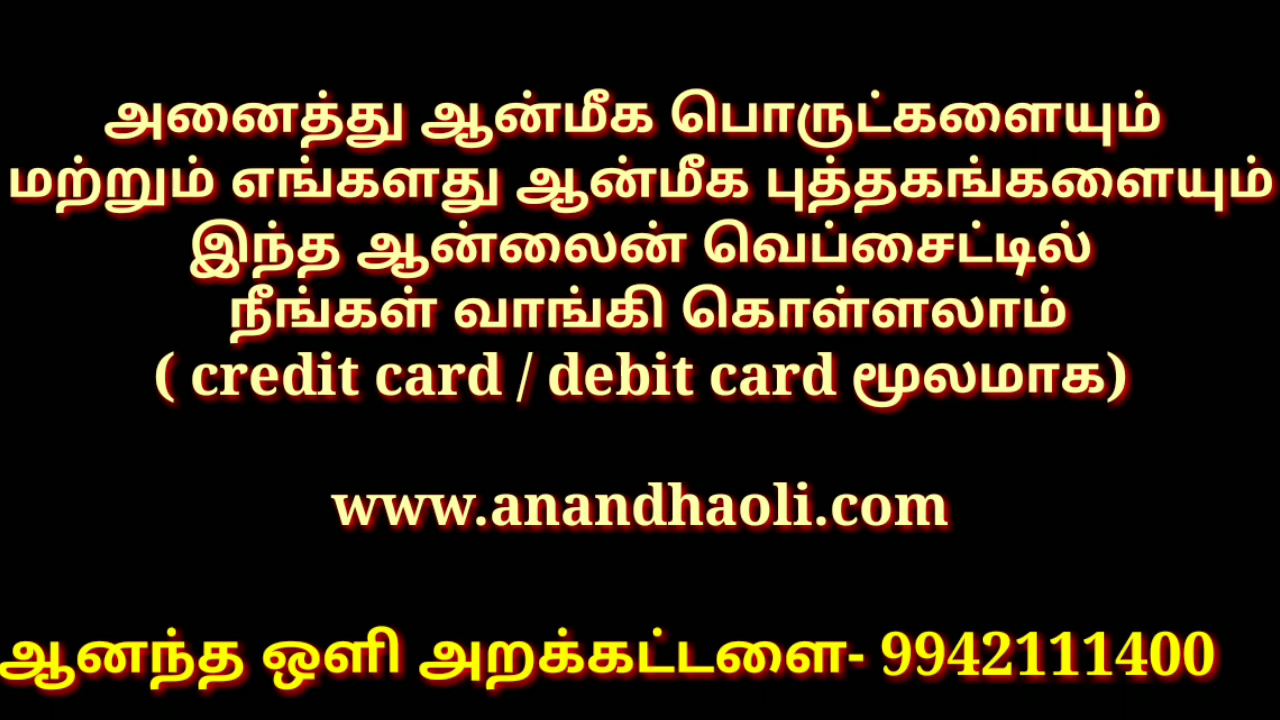 அனைத்து ஆன்மீக பொருட்களையும்
மற்றும் எங்களது ஆன்மீக புத்தகங்களையும்
இந்த ஆன்லைன் வெப்சைட்டில்
நீங்கள் வாங்கி கொள்ளலாம்
( credit card / debit card மூலமாக)
www.anandhaoli.com
ஆனந்த ஒளி அறக்கட்டளை- 9942111400